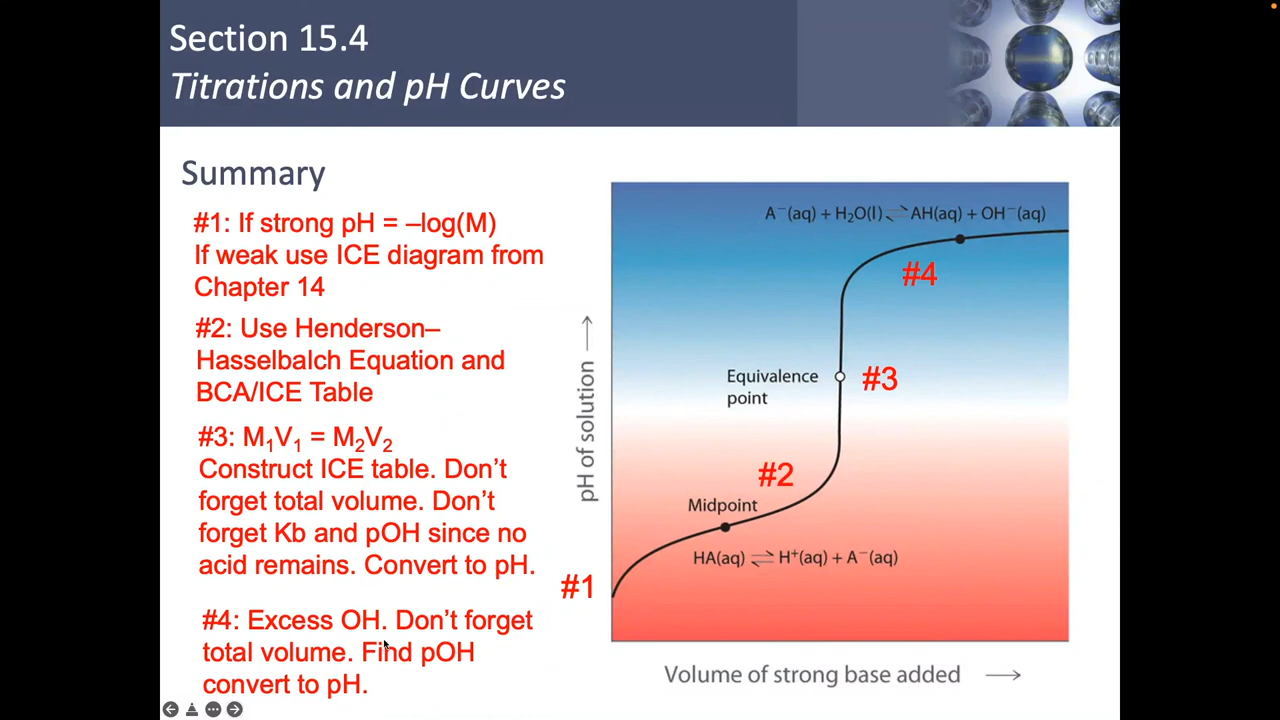 Section 15.4
Titrations and pH Curves
Summary
#1: If strong pH = –log(M)
If weak use ICE diagram from
Chapter 14
#2: Use Henderson–
Hasselbalch Equation and
BCA/ICE Table
#3: M₁V₁ = M₂V₂
Construct ICE table. Don’t
forget total volume. Don’t
forget Kb and pOH since no
acid remains. Convert to pH.
#4: Excess OH. Don’t forget
total volume. Find pOH
convert to pH.
pH of solution
A⁻(aq) + H₂O(l) ⇌ AH(aq) + OH⁻(aq)
#4
Equivalence
point
#3
#2
Midpoint
HA(aq) ⇌ H⁺(aq) + A⁻(aq)
#1
Volume of strong base added